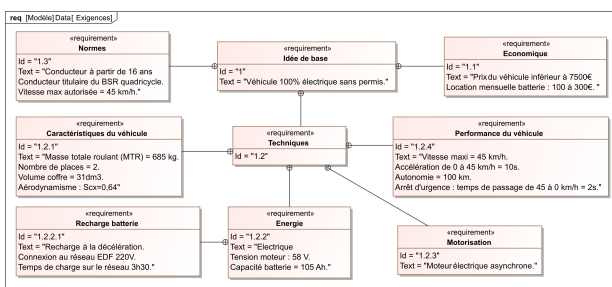 req [Modèle]Data[ Exigences]
«requirement»
Normes
Id = "1.3"
Text = "Conducteur à partir de 16 ans
Conducteur titulaire du BSR quadricycle.
Vitesse max autorisée = 45 km/h."
«requirement»
Idée de base
Id = "1"
Text = "Véhicule 100% électrique sans permis."
«requirement»
Economique
Id = "1.1"
Text = "Prix du véhicule inférieur à 7500€
Location mensuelle batterie : 100 à 300€. "
«requirement»
Caractéristiques du véhicule
Id = "1.2.1"
Text = "Masse totale roulant (MTR) = 685 kg.
Nombre de places = 2.
Volume coffre = 31dm3.
Aérodynamisme : Scx=0,64"
«requirement»
Techniques
Id = "1.2"
«requirement»
Performance du véhicule
Id = "1.2.4"
Text = "Vitesse maxi = 45 km/h.
Accélération de 0 à 45 km/h = 10s.
Autonomie = 100 km.
Arrêt d'urgence : temps de passage de 45 à 0 km/h = 2s."
«requirement»
Recharge batterie
Id = "1.2.2.1"
Text = "Recharge à la décélération.
Connexion au réseau EDF 220V.
Temps de charge sur le réseau 3h30."
«requirement»
Energie
Id = "1.2.2"
Text = "Electrique
Tension moteur : 58 V.
Capacité batterie = 105 Ah."
«requirement»
Motorisation
Id = "1.2.3"
Text = "Moteur électrique asynchrone."